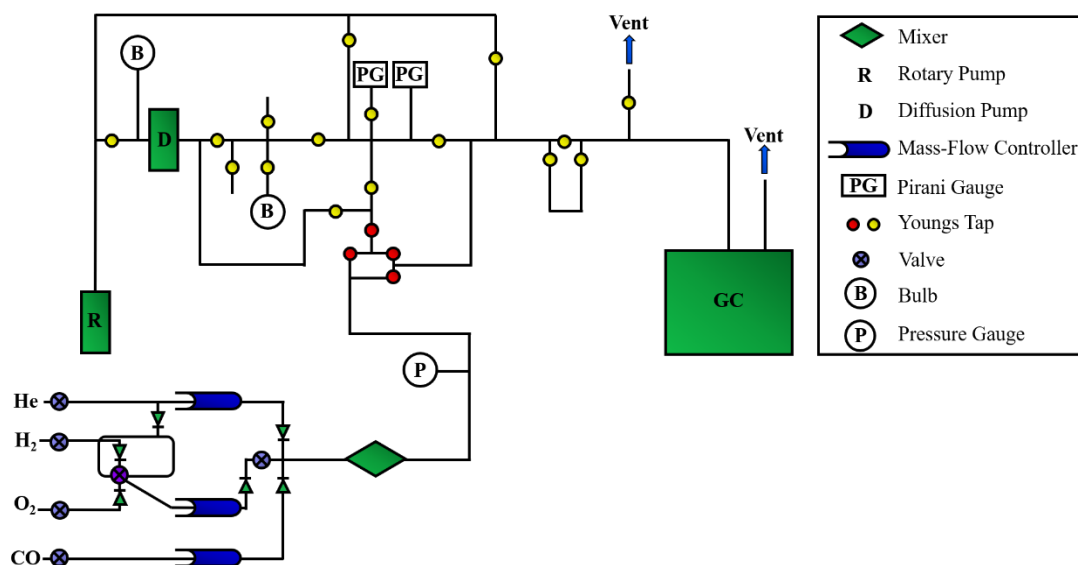 Vent
B
PG PG
D
Vent
B
R
GC
P
He
H₂
O₂
CO
Mixer
R Rotary Pump
D Diffusion Pump
Mass-Flow Controller
PG Pirani Gauge
Youngs Tap
Valve
B Bulb
P Pressure Gauge